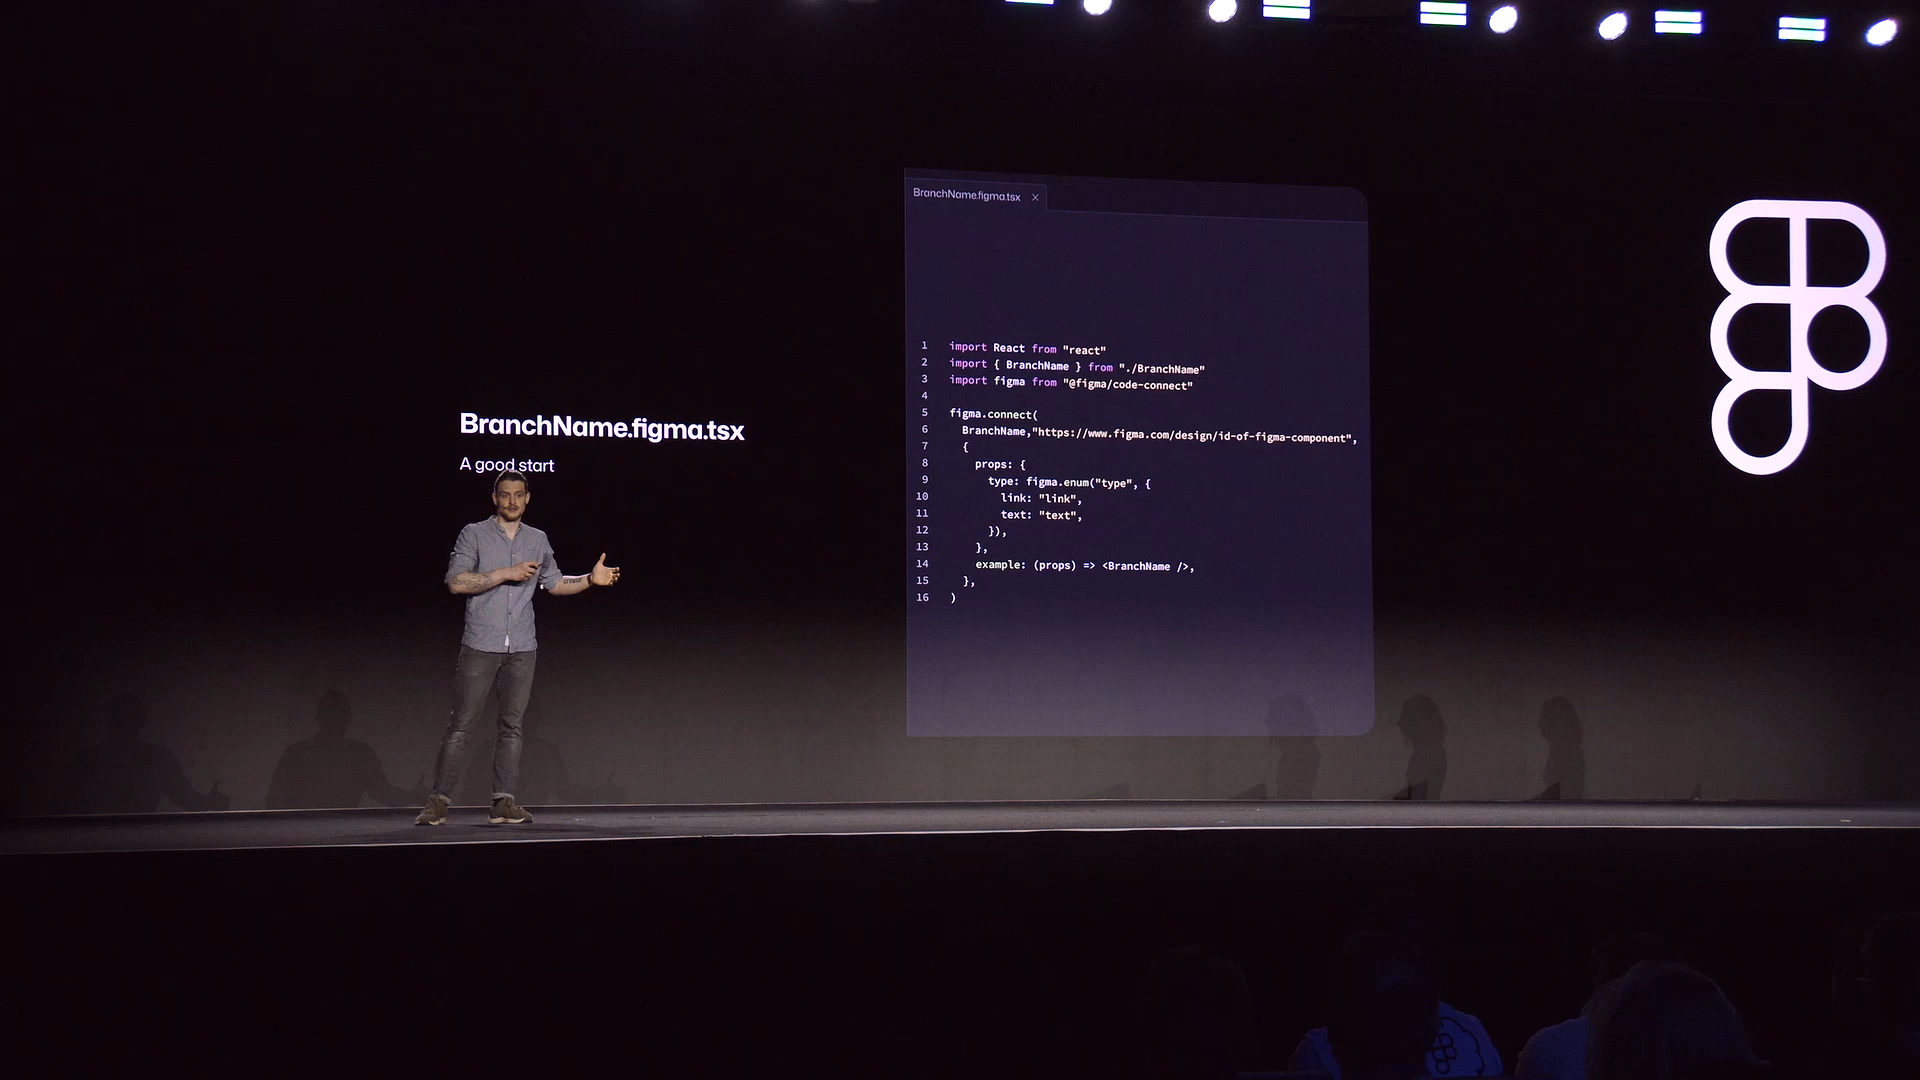 BranchName.figma.tsx
A good start
BranchName.figma.tsx ×
1 import React from "react"
2 import { BranchName } from "./BranchName"
3 import figma from "@figma/code-connect"
4
5 figma.connect(
6 BranchName,"https://www.figma.com/design/id-of-figma-component",
7 {
8 props: {
9 type: figma.enum("type", {
10 link: "link",
11 text: "text",
12 }),
13 },
14 example: (props) => <BranchName />,
15 },
16 )